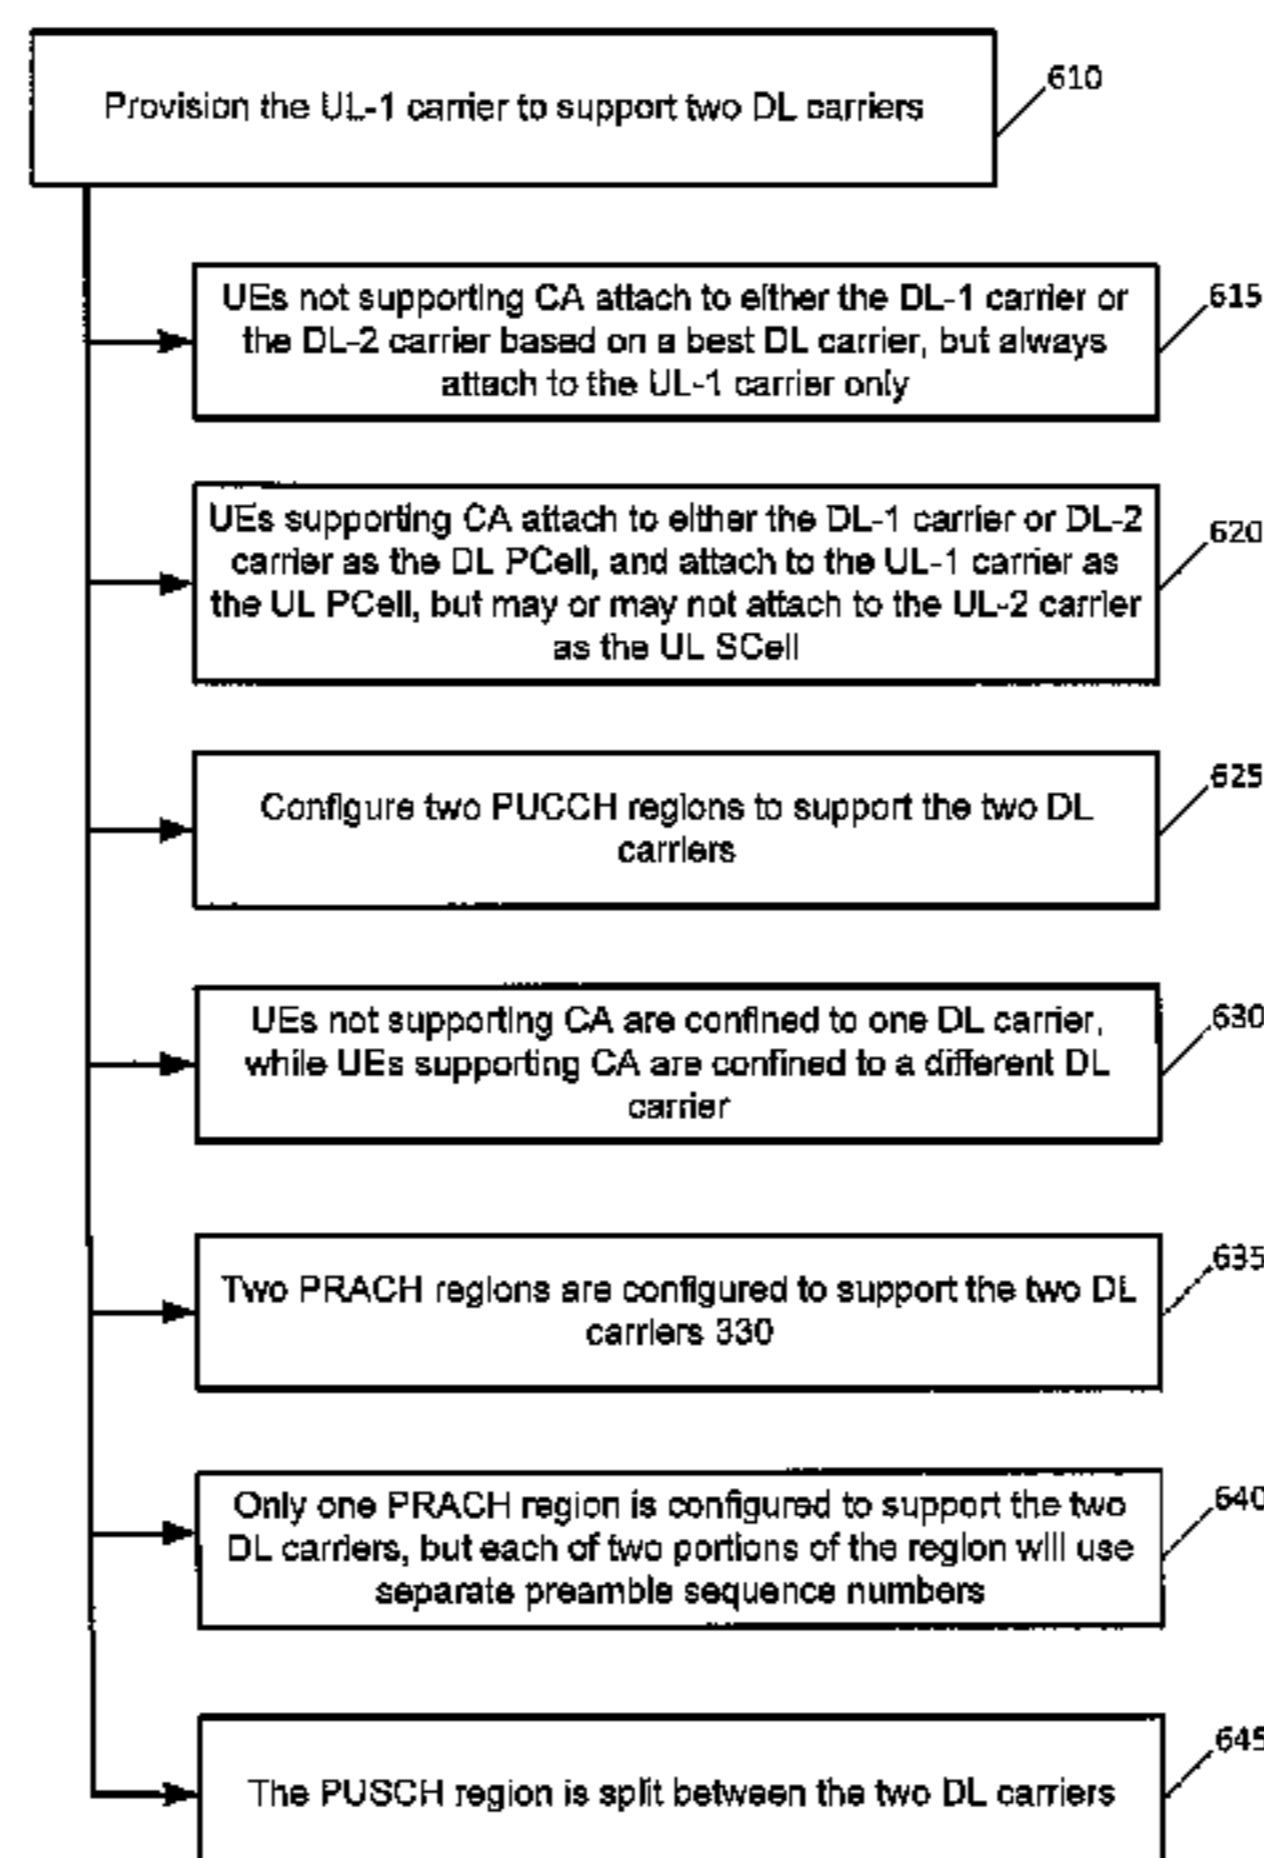 Provision the UL-1 carrier to support two DL carriers
610
UEs not supporting CA attach to either the DL-1 carrier or
the DL-2 carrier based on a best DL carrier, but always
attach to the UL-1 carrier only
615
UEs supporting CA attach to either the DL-1 carrier or DL-2
carrier as the DL PCell, and attach to the UL-1 carrier as
the UL PCell, but may or may not attach to the UL-2 carrier
as the UL SCell
620
Configure two PUCCH regions to support the two DL
carriers
625
UEs not supporting CA are confined to one DL carrier,
while UEs supporting CA are confined to a different DL
carrier
630
Two PRACH regions are configured to support the two DL
carriers 330
635
Only one PRACH region is configured to support the two
DL carriers, but each of two portions of the region will use
separate preamble sequence numbers
640
The PUSCH region is split between the two DL carriers
645